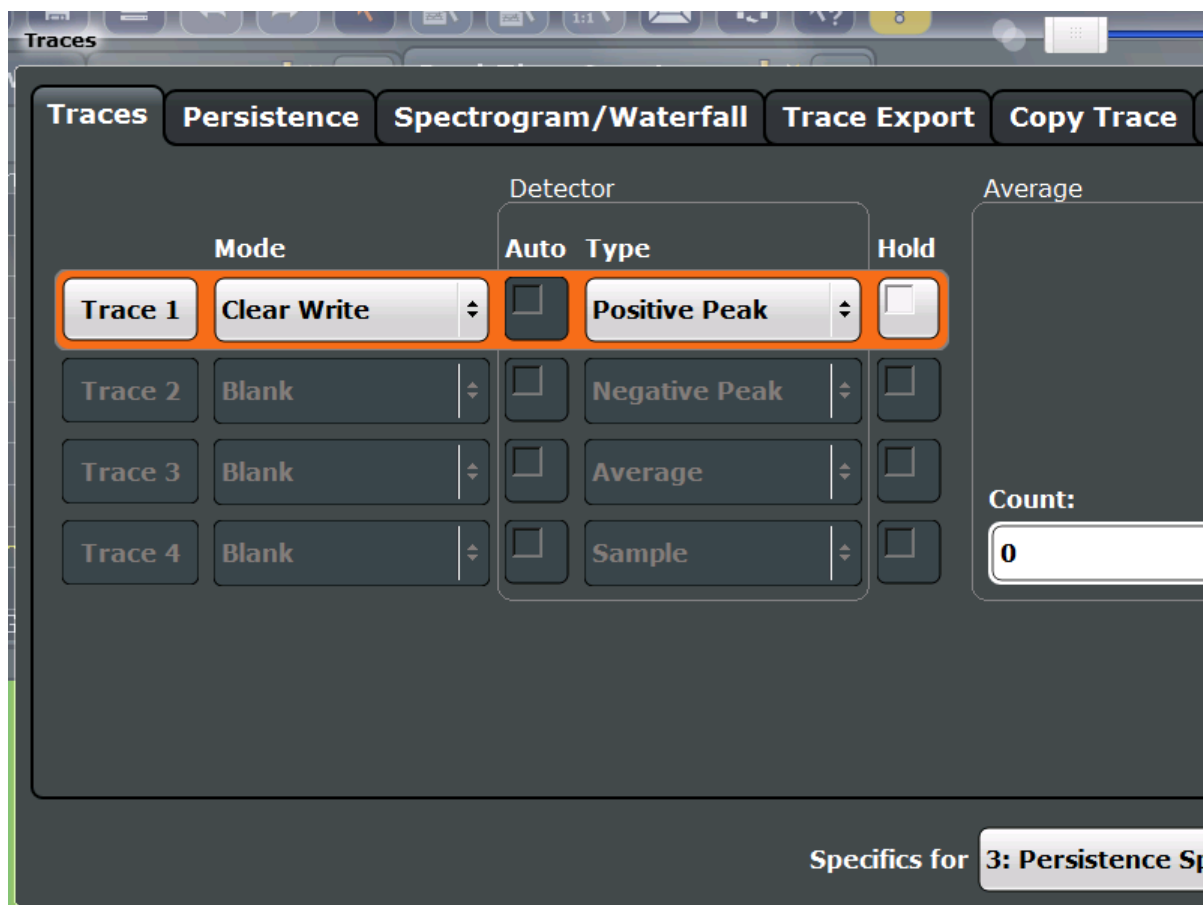 Traces
Traces Persistence Spectrogram/Waterfall Trace Export Copy Trace
Detector Average
Mode Auto Type Hold
Trace 1 Clear Write Positive Peak
Trace 2 Blank Negative Peak
Trace 3 Blank Average
Count:
Trace 4 Blank Sample 0
Specifics for 3: Persistence